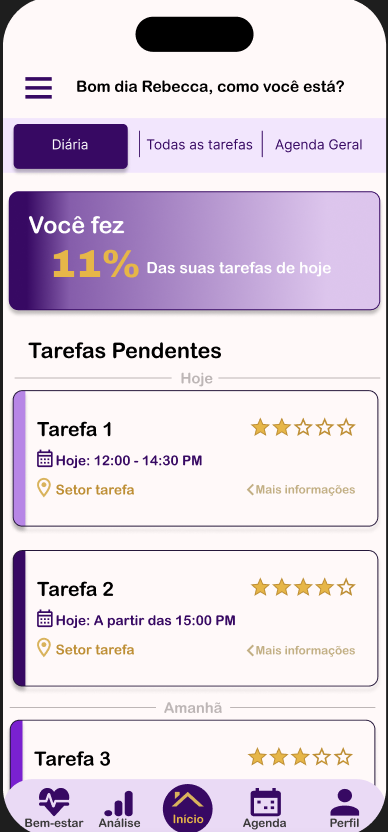 Bom dia Rebecca, como você está?
Diária
Todas as tarefas
Agenda Geral
Você fez
11% Das suas tarefas de hoje
Tarefas Pendentes
Hoje
Tarefa 1
Hoje: 12:00 - 14:30 PM
Setor tarefa
Mais informações
Tarefa 2
Hoje: A partir das 15:00 PM
Setor tarefa
Mais informações
Amanhã
Tarefa 3
Bem-estar
Análise
Início
Agenda
Perfil